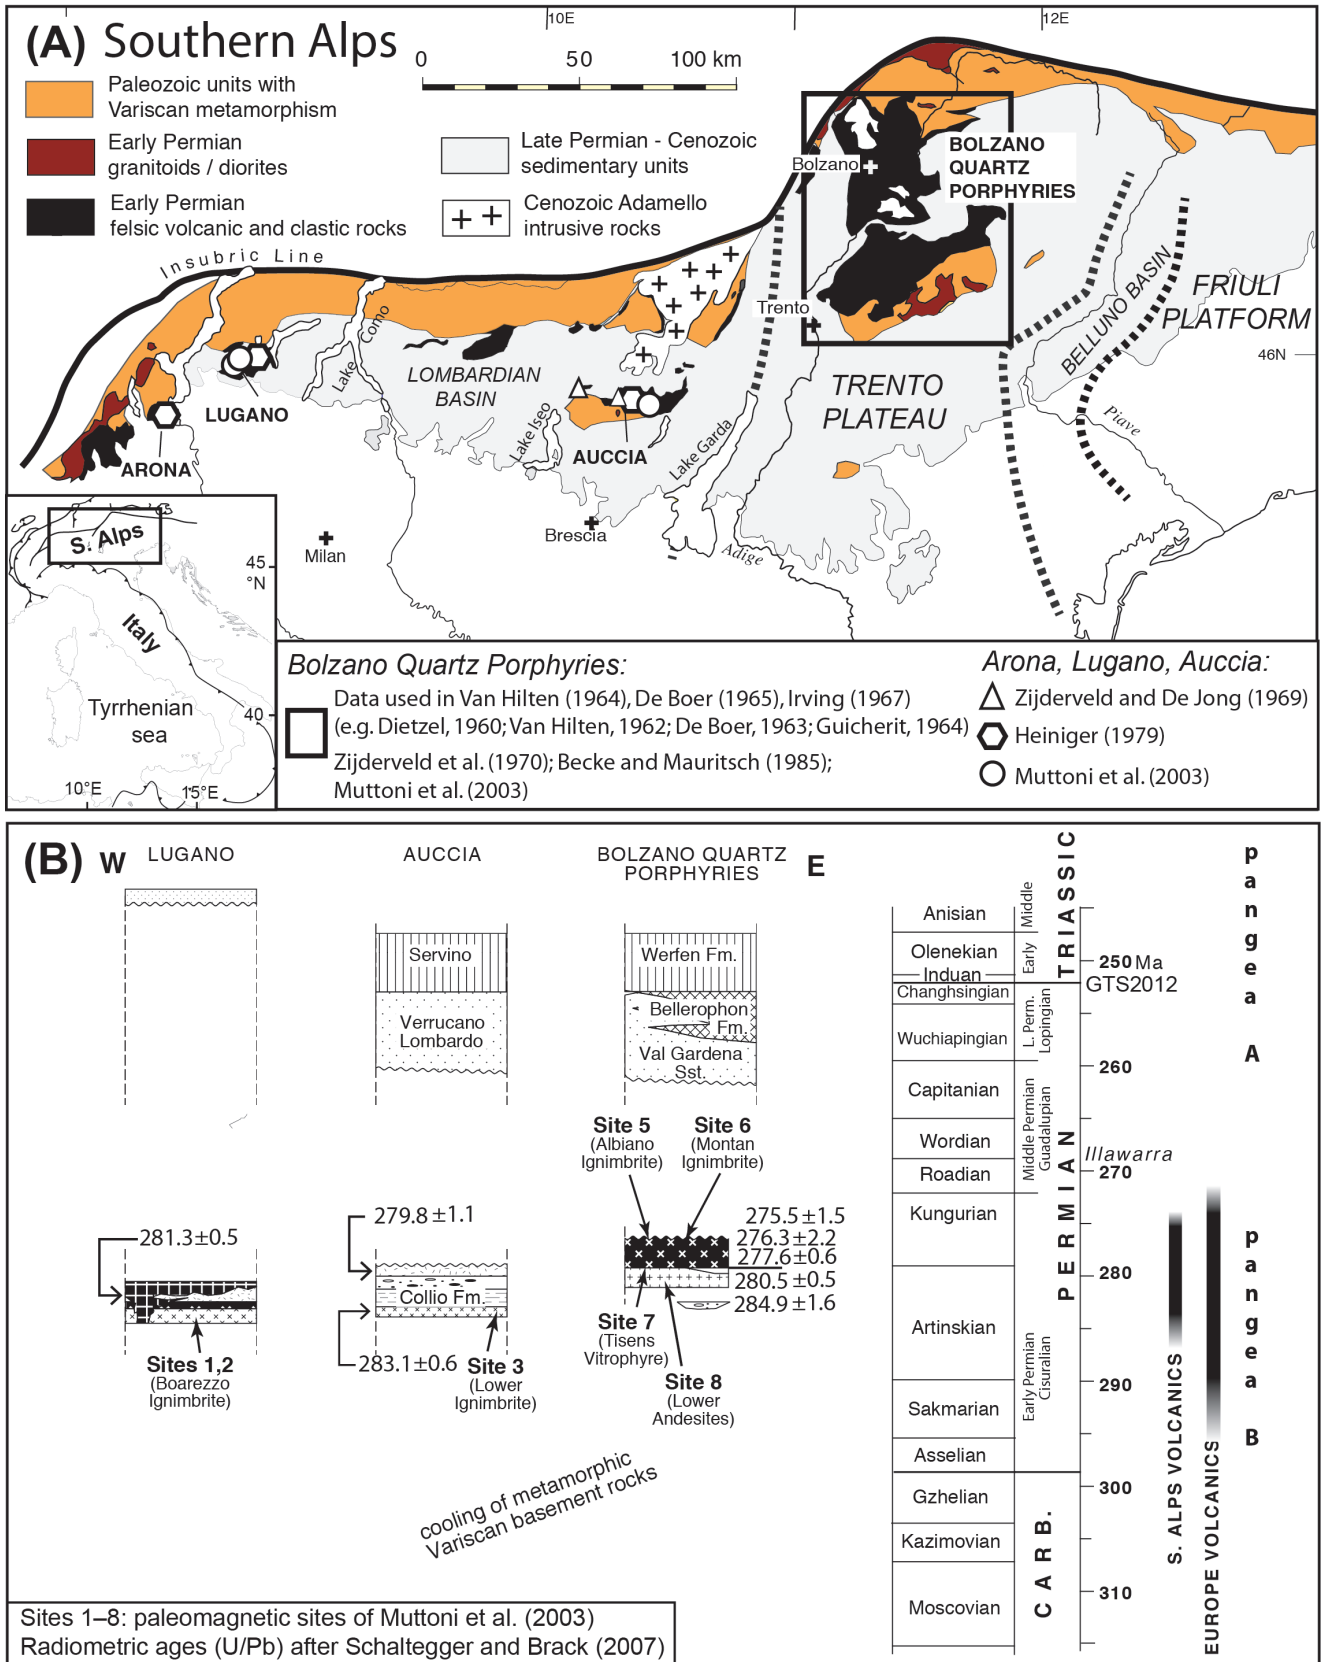 (A) Southern Alps
10E
12E
0 50 100 km
Paleozoic units with
Variscan metamorphism
Early Permian
granitoids / diorites
Early Permian
felsic volcanic and clastic rocks
Late Permian - Cenozoic
sedimentary units
Cenozoic Adamello
intrusive rocks
Insubric Line
Bolzano
BOLZANO
QUARTZ
PORPHYRIES
Trento
FRIULI
PLATFORM
BELLUNO BASIN
46N
Lake Como
LOMBARDIAN
BASIN
TRENTO
PLATEAU
LUGANO
ARONA
Lake Iseo
AUCCIA
Lake Garda
Piave
Brescia
Milan
Adige
S. Alps
45
°N
Italy
Tyrrhenian
sea
40
10°E
15°E
Bolzano Quartz Porphyries:
Data used in Van Hilten (1964), De Boer (1965), Irving (1967)
(e.g. Dietzel, 1960; Van Hilten, 1962; De Boer, 1963; Guicherit, 1964)
Zijderveld et al. (1970); Becke and Mauritsch (1985);
Muttoni et al. (2003)
Arona, Lugano, Auccia:
Zijderveld and De Jong (1969)
Heiniger (1979)
Muttoni et al. (2003)
(B) W
LUGANO
AUCCIA
BOLZANO QUARTZ
PORPHYRIES
E
Servino
Verrucano
Lombardo
Werfen Fm.
Bellerophon
Fm.
Val Gardena
Sst.
Site 5
(Albiano
Ignimbrite)
Site 6
(Montan
Ignimbrite)
281.3±0.5
279.8±1.1
Collio Fm.
283.1±0.6
275.5±1.5
276.3±2.2
277.6±0.6
280.5±0.5
284.9±1.6
Sites 1,2
(Boarezzo
Ignimbrite)
Site 3
(Lower
Ignimbrite)
Site 7
(Tisens
Vitrophyre)
Site 8
(Lower
Andesites)
cooling of metamorphic
Variscan basement rocks
Sites 1–8: paleomagnetic sites of Muttoni et al. (2003)
Radiometric ages (U/Pb) after Schaltegger and Brack (2007)
Anisian
Olenekian
Induan
Changhsingian
Wuchiapingian
Capitanian
Wordian
Roadian
Kungurian
Artinskian
Sakmarian
Asselian
Gzhelian
Kazimovian
Moscovian
Middle
Early
L. Perm.
Lopingian
Middle Permian
Guadalupian
Early Permian
Cisuralian
TRIASSIC
PERMIAN
CARB.
250 Ma
GTS2012
260
Illawarra
270
280
290
300
310
S. ALPS VOLCANICS
EUROPE VOLCANICS
pangea A
pangea B